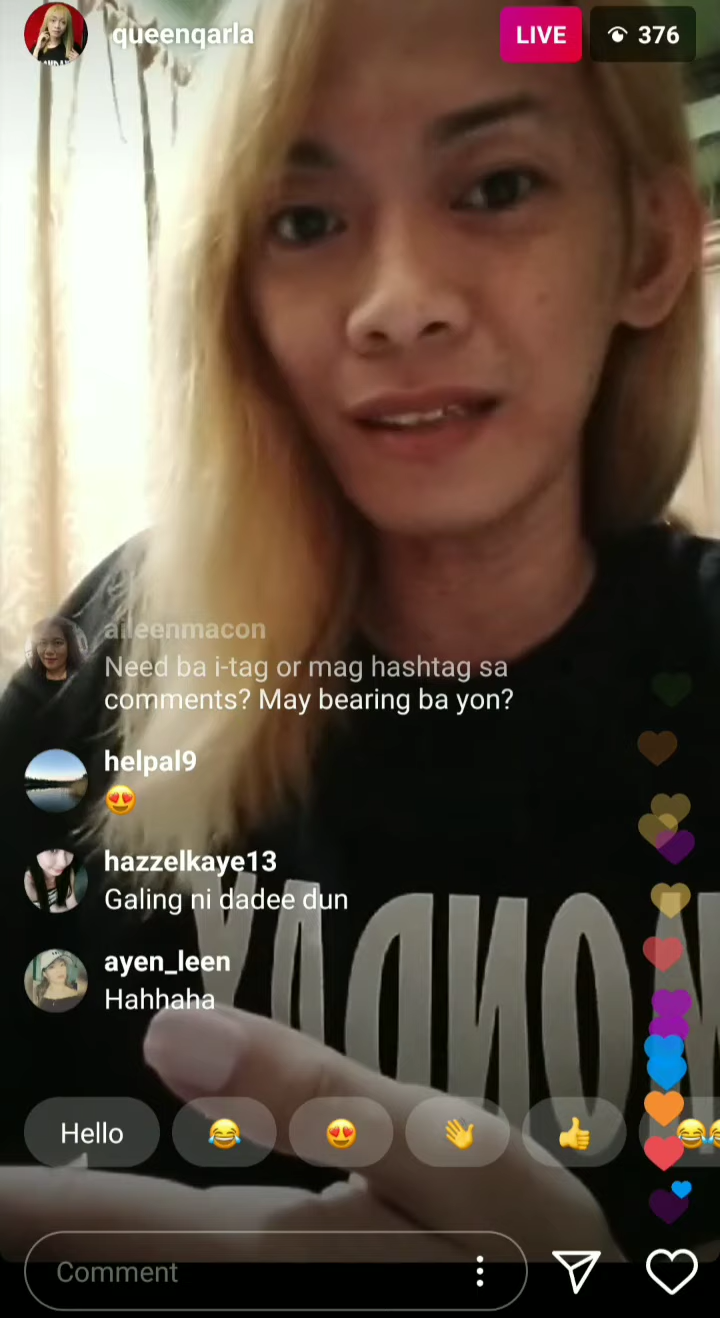 queenqarla
LIVE
376
aileenmacon
Need ba i-tag or mag hashtag sa
comments? May bearing ba yon?
helpal9
😍
hazzelkaye13
Galing ni dadee dun
ayen_leen
Hahhaha
MONDAY
Hello
😂
😍
👋
👍
😂😂
Comment